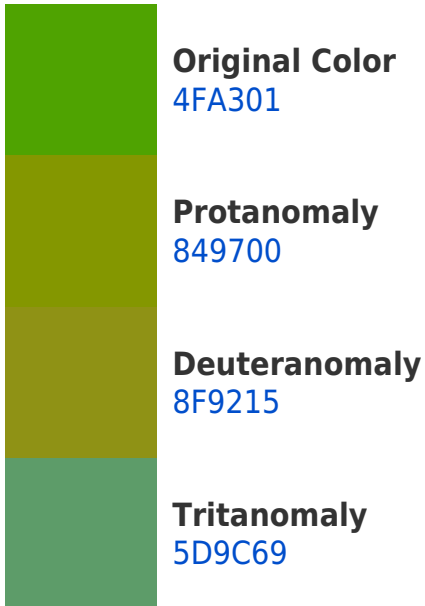 Original Color
4FA301
Protanomaly
849700
Deuteranomaly
8F9215
Tritanomaly
5D9C69